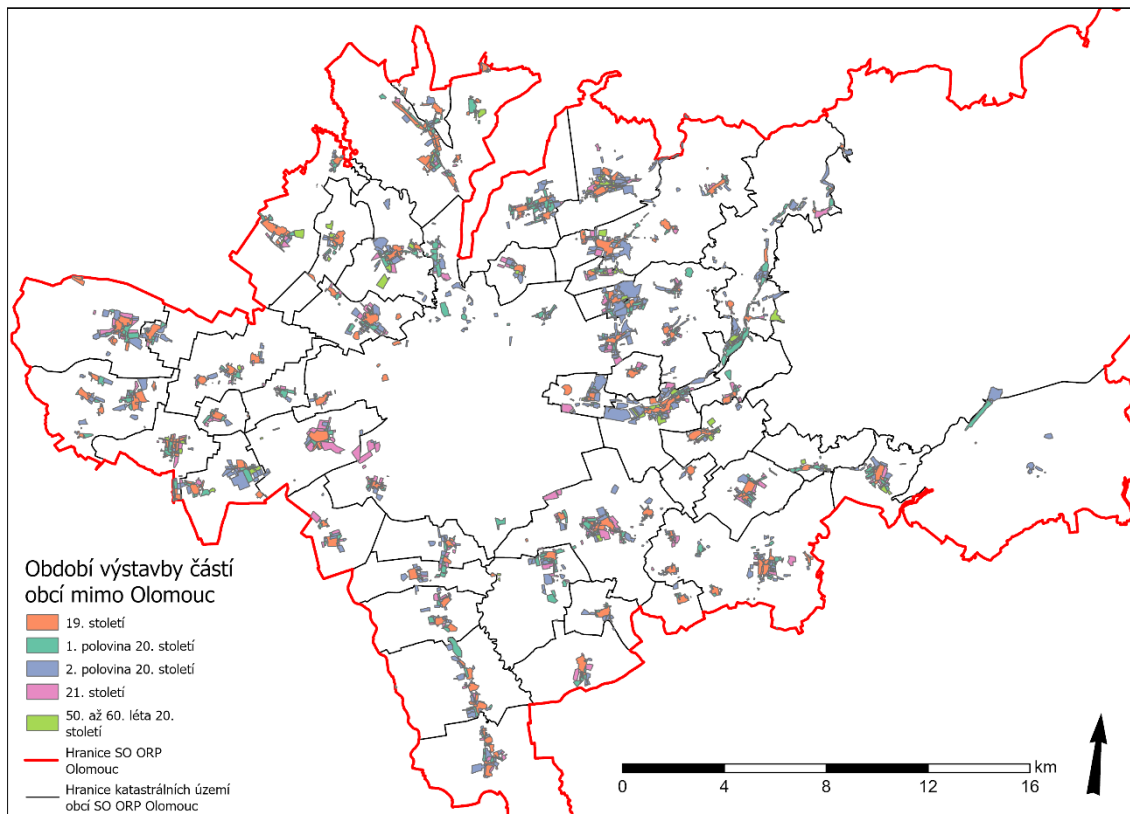 Období výstavby částí
obcí mimo Olomouc
19. století
1. polovina 20. století
2. polovina 20. století
21. století
50. až 60. léta 20.
století
Hranice SO ORP
Olomouc
Hranice katastrálních území
obcí SO ORP Olomouc
km
0 4 8 12 16